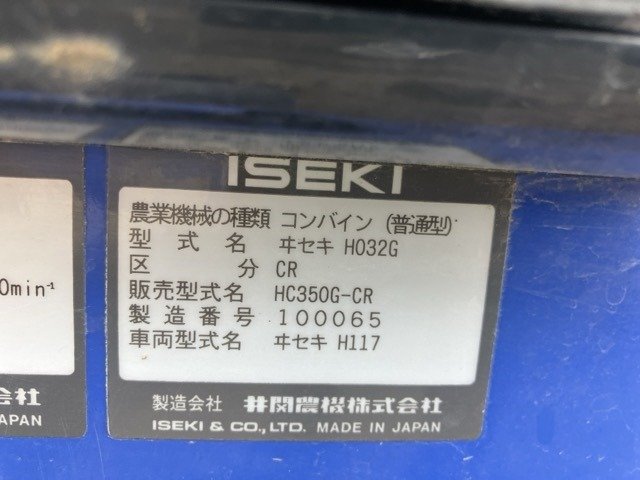 ISEKI
農業機械の種類 コンバイン (普通型)
型式名 ヰセキ HO32G
区分 CR
販売型式名 HC350G-CR
製造番号 100065
車両型式名 ヰセキ H117
製造会社 井関農機株式会社
ISEKI & CO., LTD. MADE IN JAPAN
0min⁻¹
会社
JAPAN